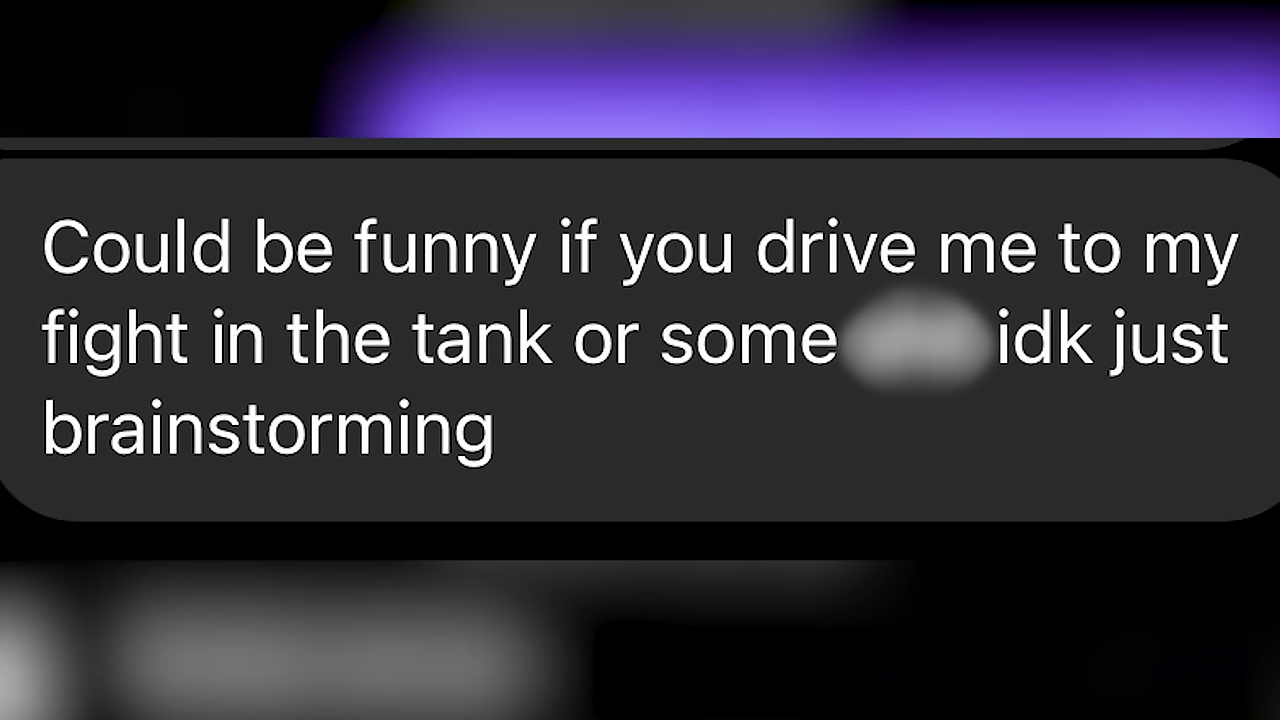 Could be funny if you drive me to my
fight in the tank or some idk just
brainstorming